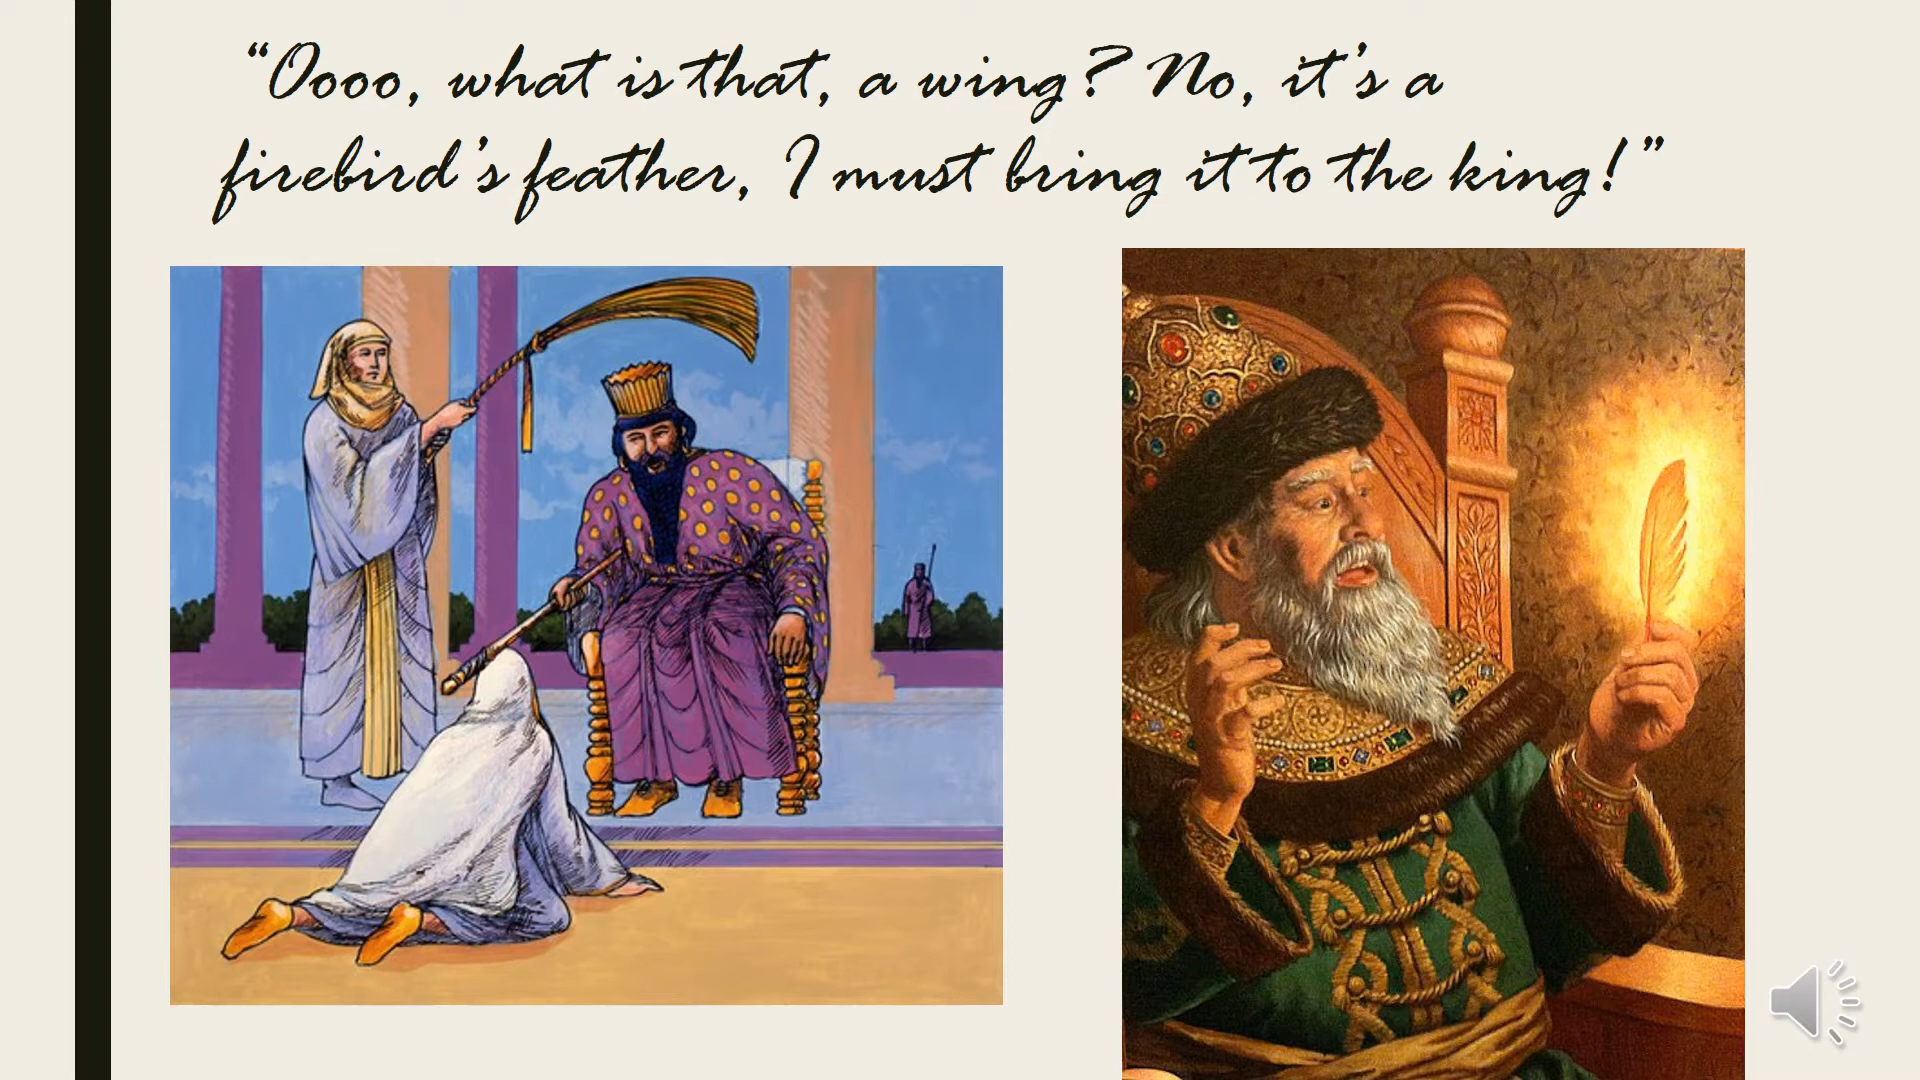 “Oooo, what is that, a wing? No, it’s a
firebird’s feather, I must bring it to the king!”